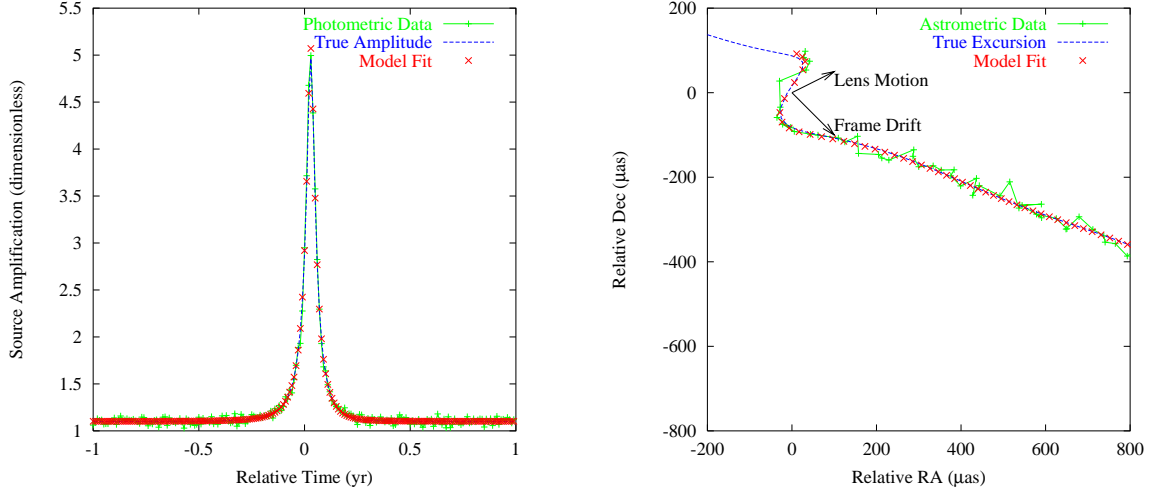 Source Amplification (dimensionless)
5.5
5
4.5
4
3.5
3
2.5
2
1.5
1
-1
-0.5
0
0.5
1
Relative Time (yr)
Photometric Data
True Amplitude
Model Fit
Relative Dec (μas)
200
0
-200
-400
-600
-800
-200
0
200
400
600
800
Relative RA (μas)
Astrometric Data
True Excursion
Model Fit
Lens Motion
Frame Drift